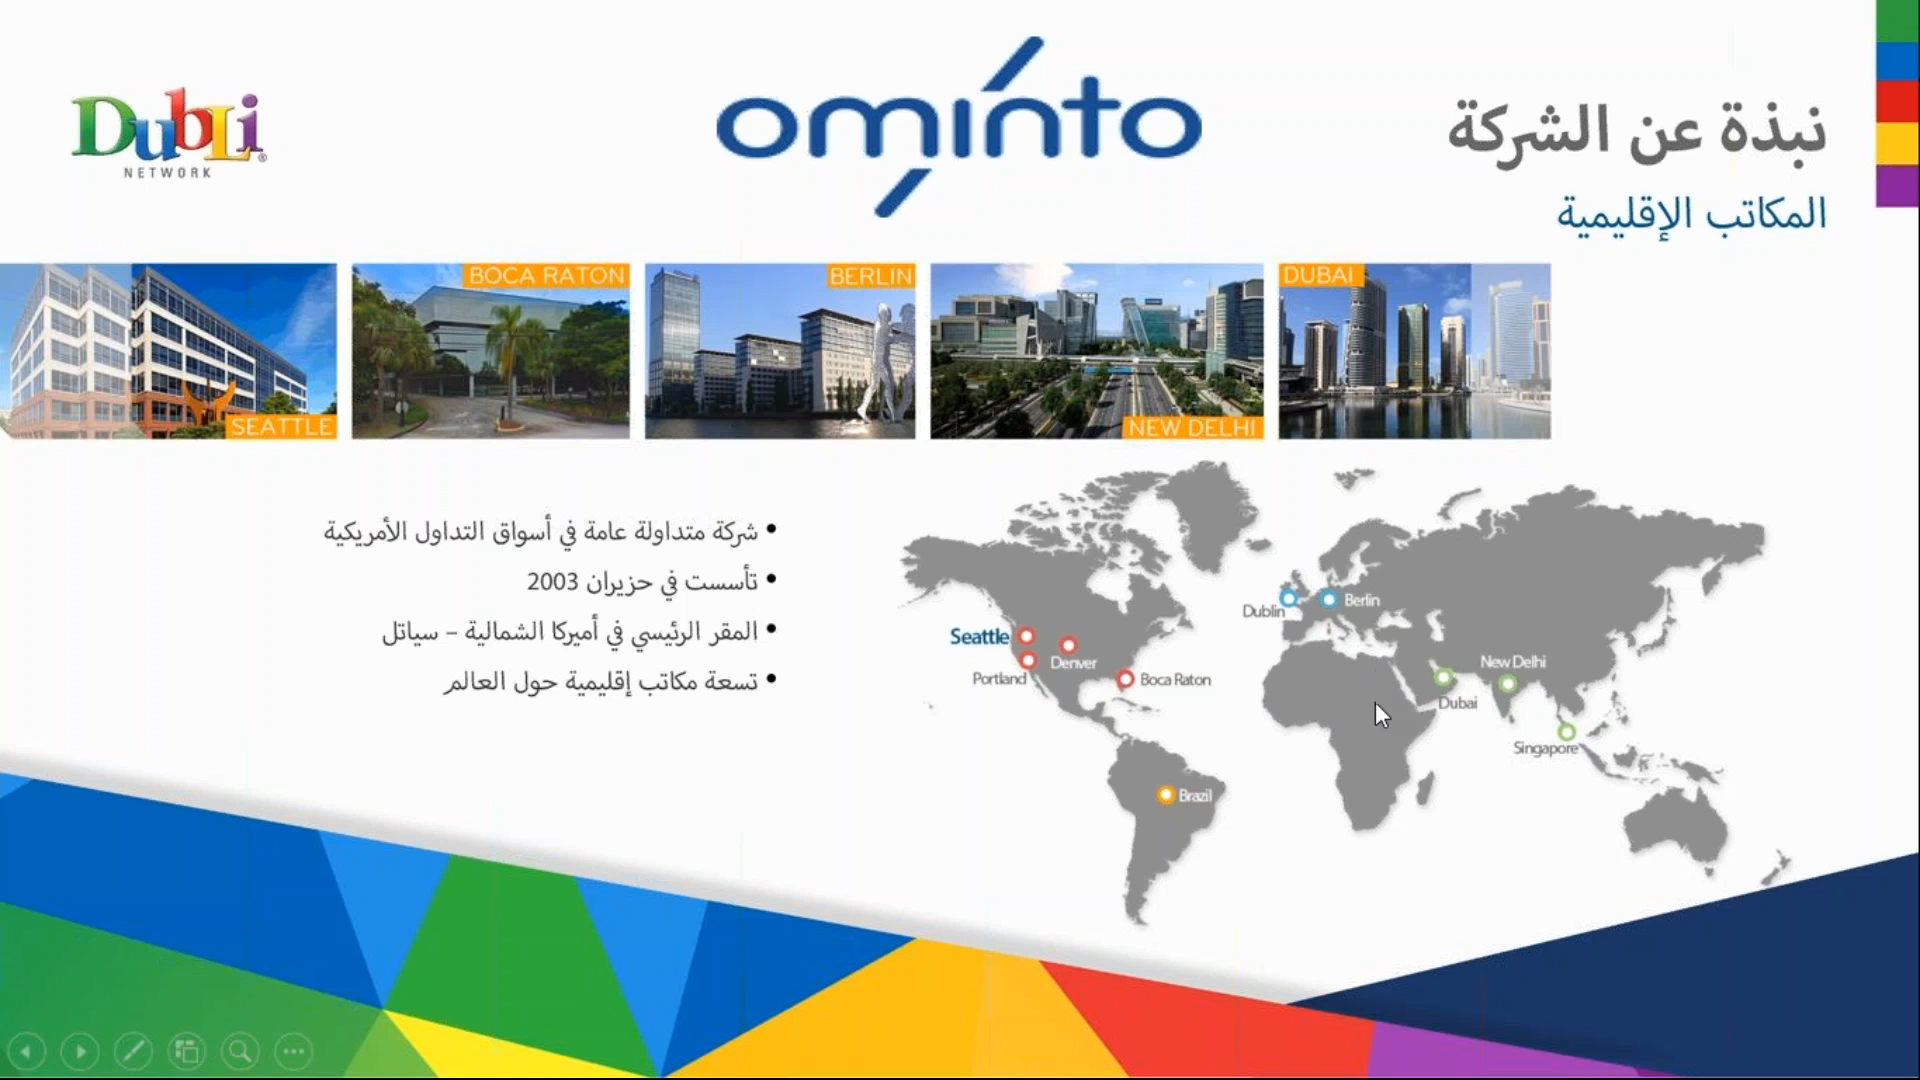 نبذة عن الشركة
المكاتب الإقليمية
ominto
DubLi®
NETWORK
SEATTLE
BOCA RATON
BERLIN
NEW DELHI
DUBAI
• شركة متداولة عامة في أسواق التداول الأمريكية
• تأسست في حزيران 2003
• المقر الرئيسي في أميركا الشمالية – سياتل
• تسعة مكاتب إقليمية حول العالم
Dublin
Berlin
Seattle
Denver
Portland
Boca Raton
New Delhi
Dubai
Singapore
Brazil